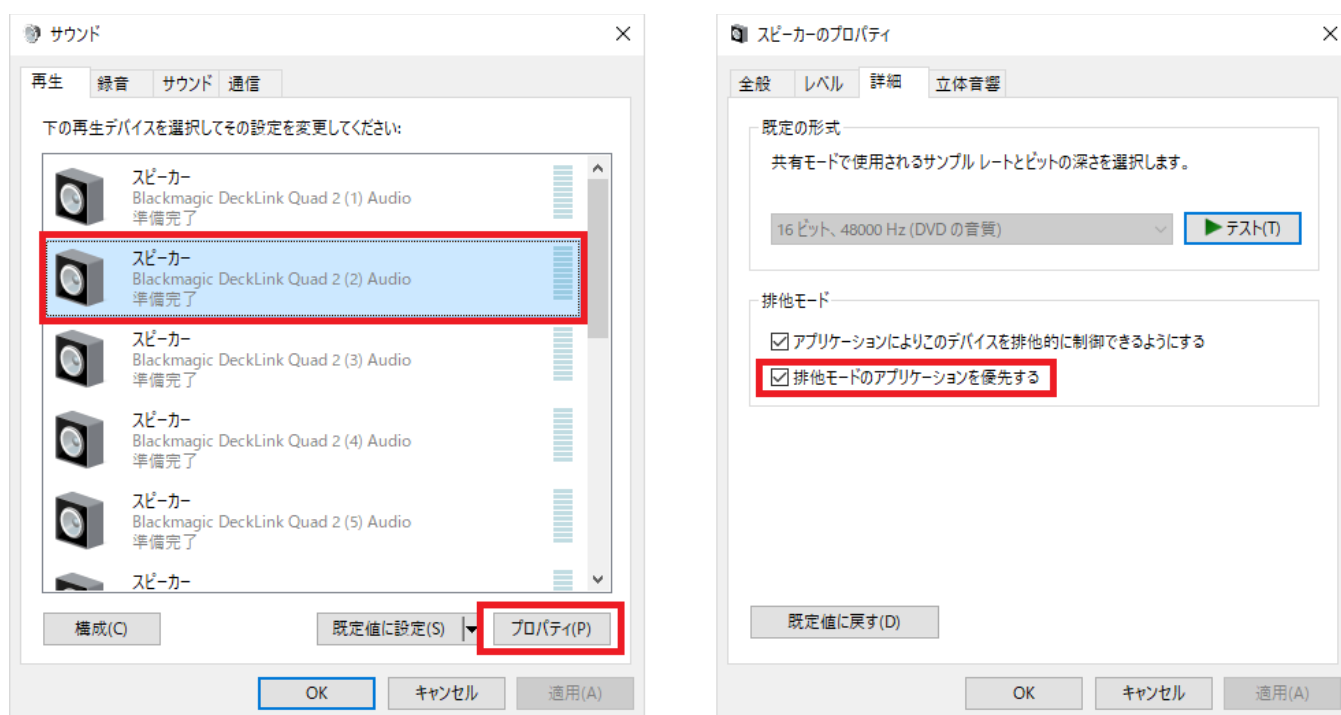 サウンド
再生 録音 サウンド 通信
下の再生デバイスを選択してその設定を変更してください:
スピーカー
Blackmagic DeckLink Quad 2 (1) Audio
準備完了
スピーカー
Blackmagic DeckLink Quad 2 (2) Audio
準備完了
スピーカー
Blackmagic DeckLink Quad 2 (3) Audio
準備完了
スピーカー
Blackmagic DeckLink Quad 2 (4) Audio
準備完了
スピーカー
Blackmagic DeckLink Quad 2 (5) Audio
準備完了
スピーカー
構成(C) 既定値に設定(S) プロパティ(P)
OK キャンセル 適用(A)
スピーカーのプロパティ
全般 レベル 詳細 立体音響
既定の形式
共有モードで使用されるサンプル レートとビットの深さを選択します。
16 ビット、48000 Hz (DVD の音質) テスト(T)
排他モード
アプリケーションによりこのデバイスを排他的に制御できるようにする
排他モードのアプリケーションを優先する
既定値に戻す(D)
OK キャンセル 適用(A)